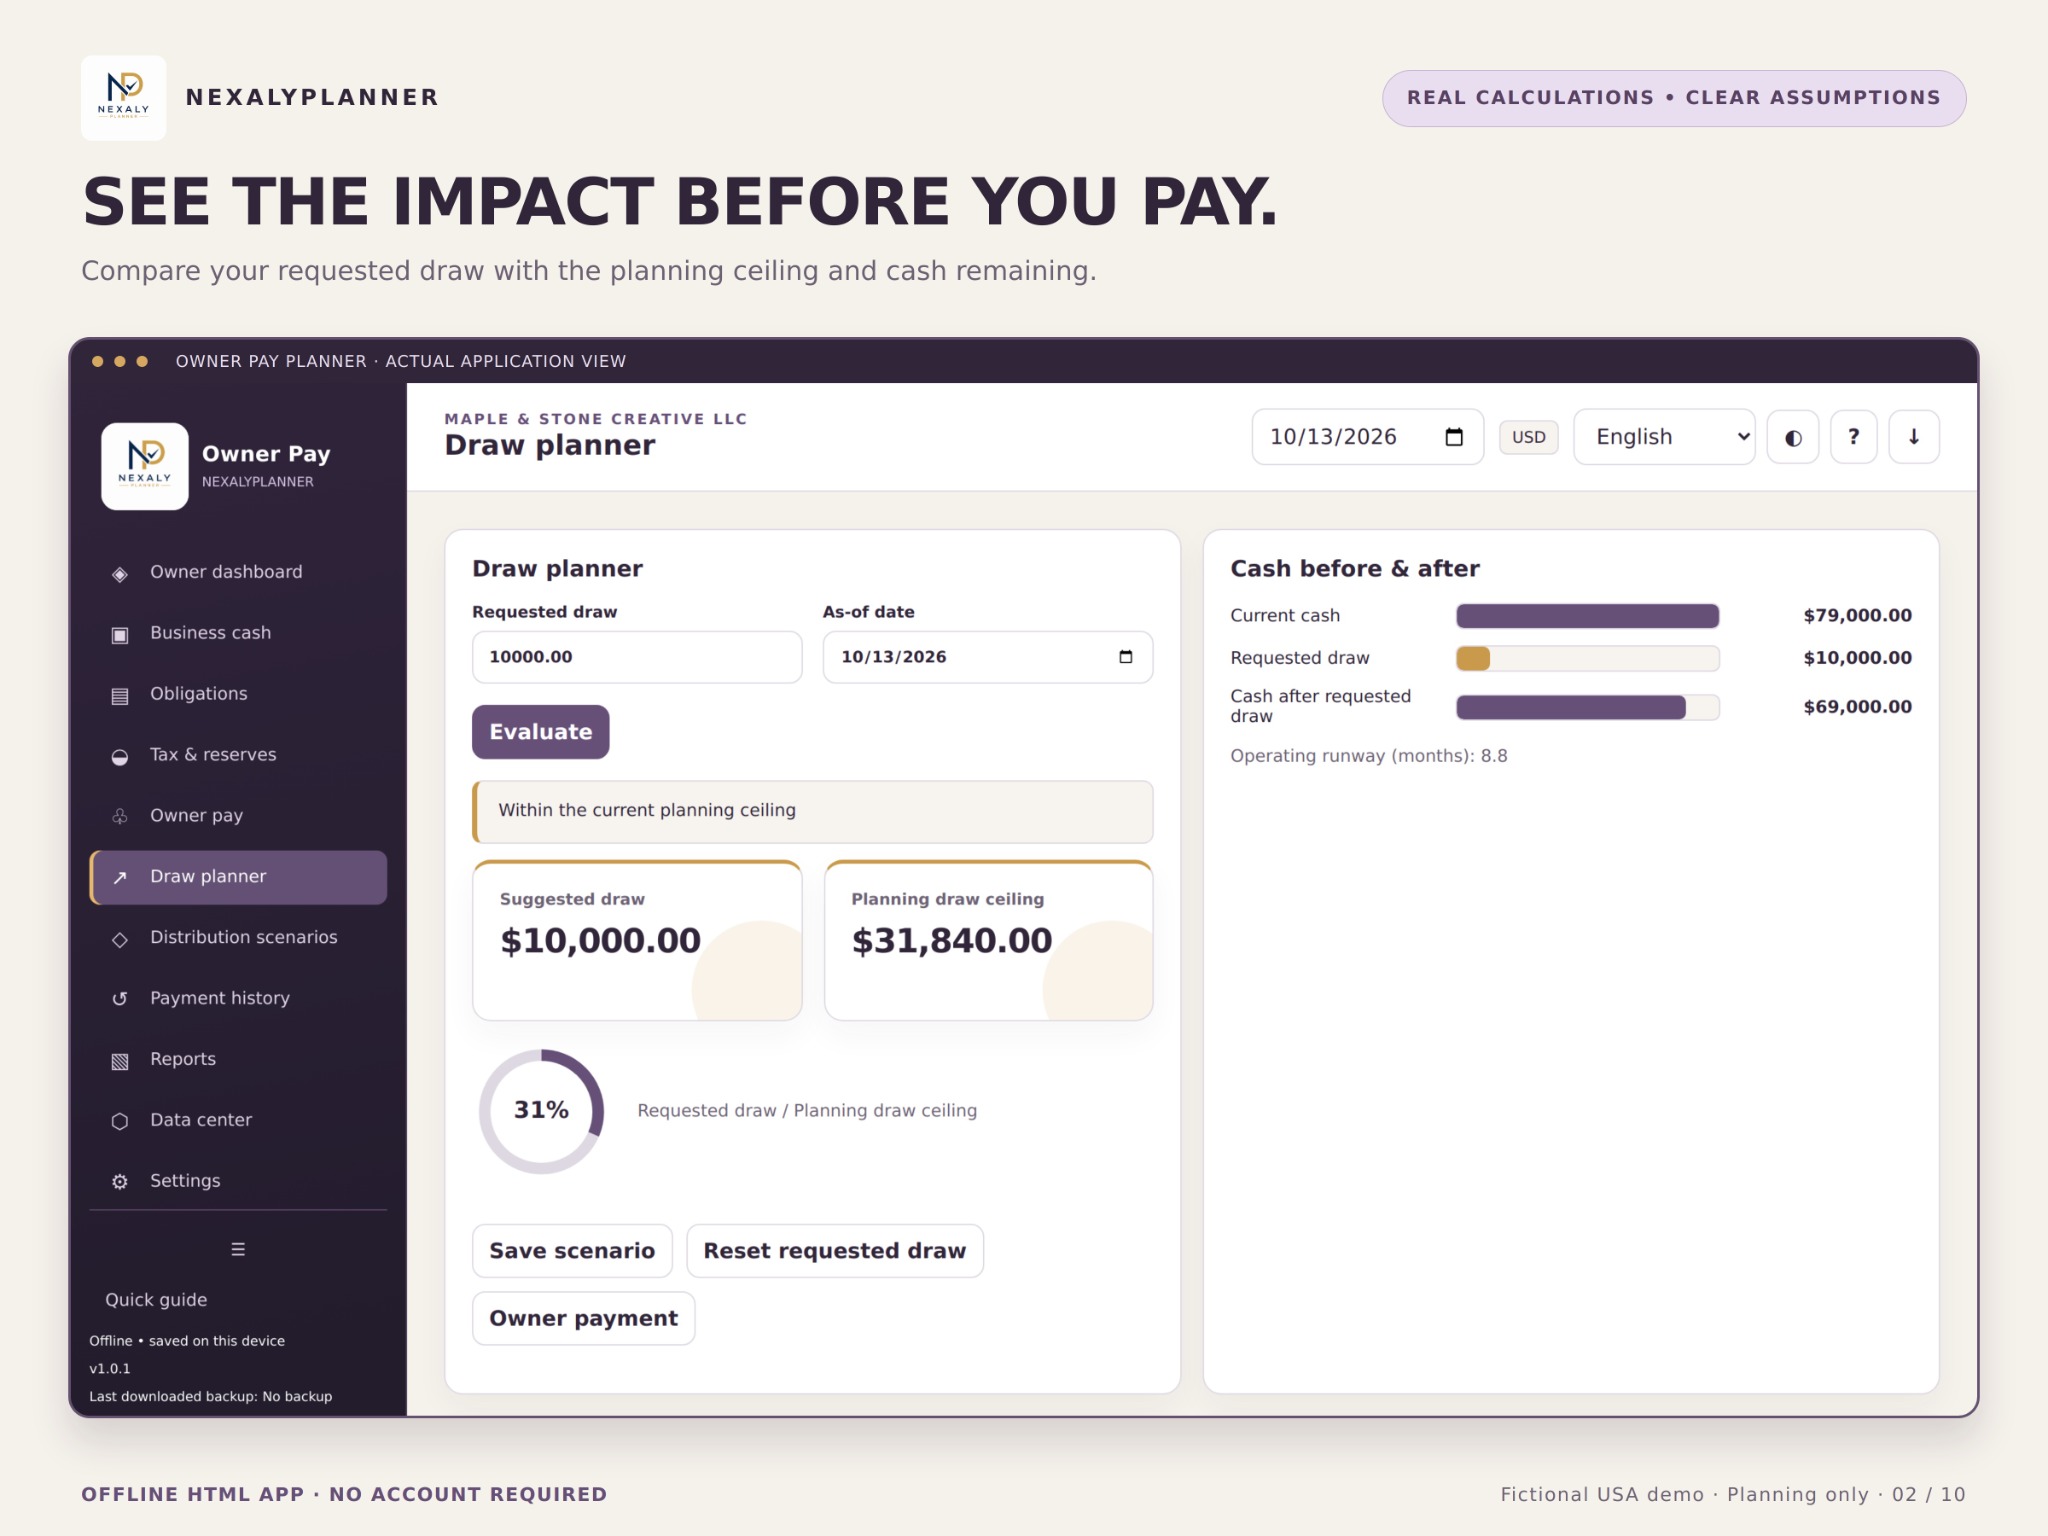 NEXALY
PLANNER
NEXALYPLANNER
REAL CALCULATIONS • CLEAR ASSUMPTIONS
SEE THE IMPACT BEFORE YOU PAY.
Compare your requested draw with the planning ceiling and cash remaining.
OWNER PAY PLANNER · ACTUAL APPLICATION VIEW
NEXALY
PLANNER
Owner Pay
NEXALYPLANNER
Owner dashboard
Business cash
Obligations
Tax & reserves
Owner pay
Draw planner
Distribution scenarios
Payment history
Reports
Data center
Settings
Quick guide
Offline • saved on this device
v1.0.1
Last downloaded backup: No backup
MAPLE & STONE CREATIVE LLC
Draw planner
10/13/2026
USD
English
?
Draw planner
Requested draw
As-of date
10000.00
10/13/2026
Evaluate
Within the current planning ceiling
Suggested draw
$10,000.00
Planning draw ceiling
$31,840.00
31%
Requested draw / Planning draw ceiling
Save scenario
Reset requested draw
Owner payment
Cash before & after
Current cash
$79,000.00
Requested draw
$10,000.00
Cash after requested
draw
$69,000.00
Operating runway (months): 8.8
OFFLINE HTML APP · NO ACCOUNT REQUIRED
Fictional USA demo · Planning only · 02 / 10